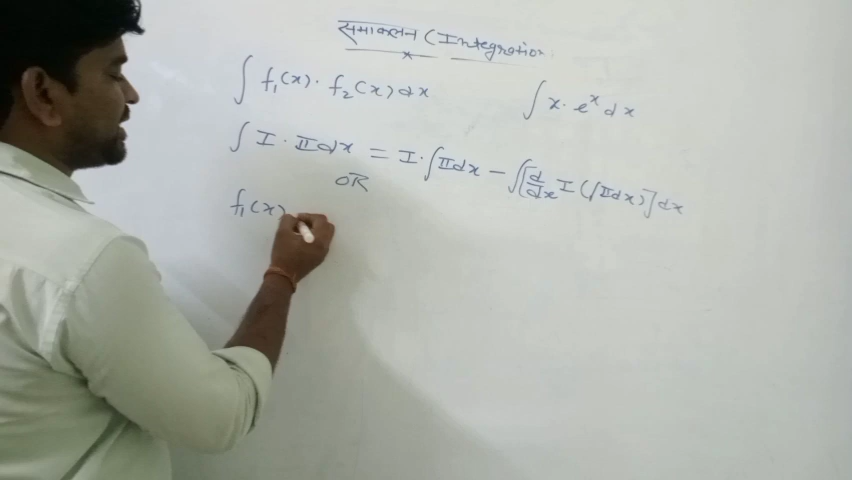 समाकलन (Integration
∫ f₁(x) · f₂(x) dx
∫ x · eˣ dx
∫ I · II dx = I · ∫ II dx − ∫[d/dx I (∫ II dx)] dx
OR
f₁(x)